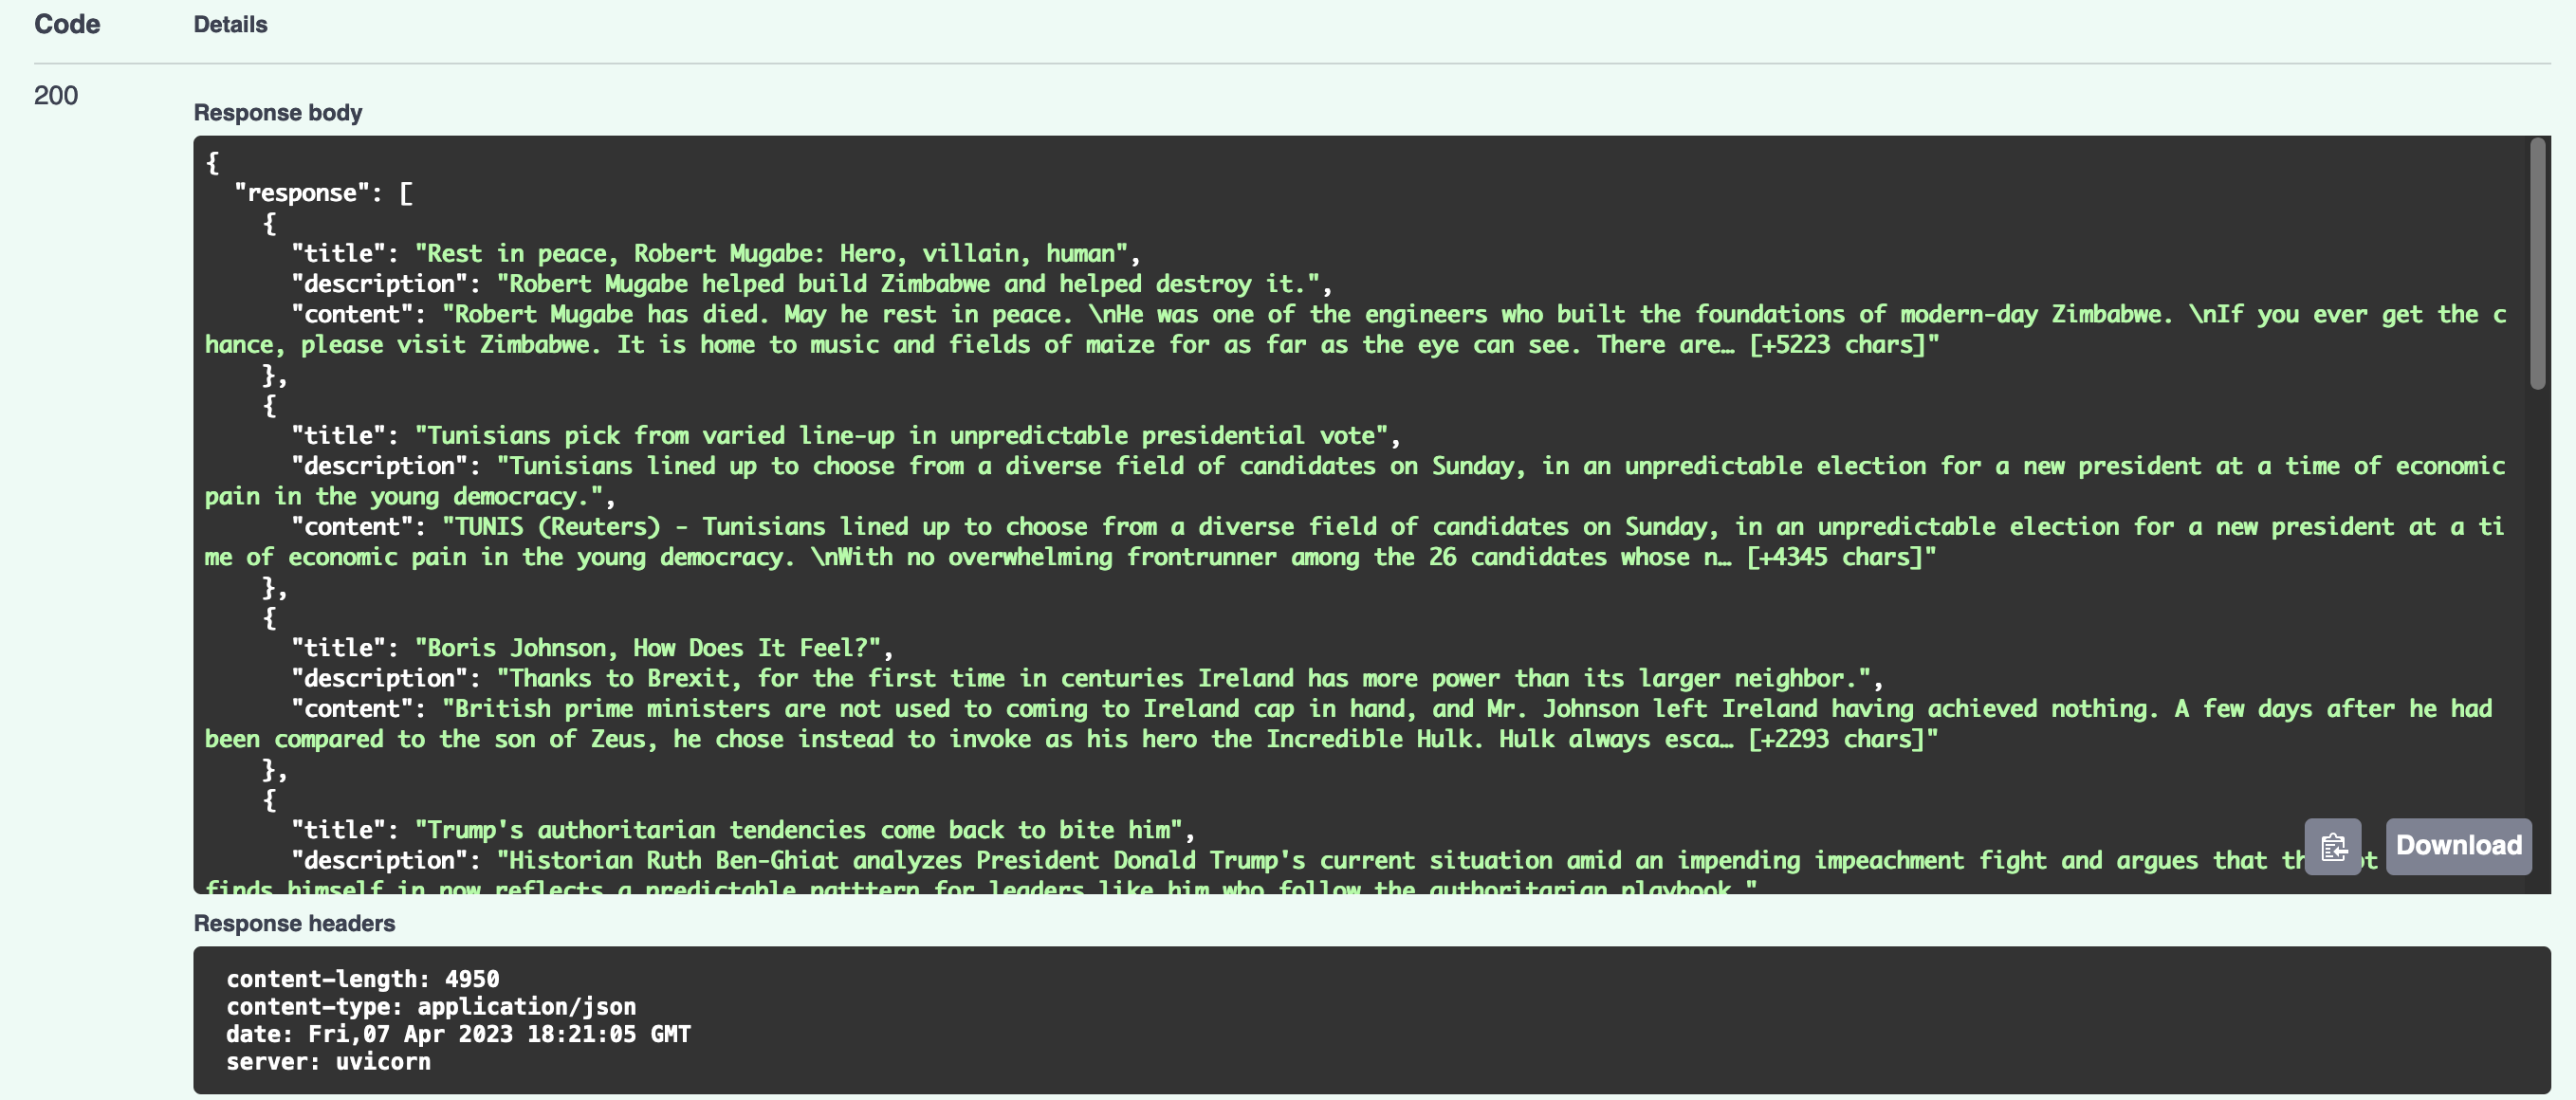 Code Details
200
Response body
{
"response": [
{
"title": "Rest in peace, Robert Mugabe: Hero, villain, human",
"description": "Robert Mugabe helped build Zimbabwe and helped destroy it.",
"content": "Robert Mugabe has died. May he rest in peace. \nHe was one of the engineers who built the foundations of modern-day Zimbabwe. \nIf you ever get the c
hance, please visit Zimbabwe. It is home to music and fields of maize for as far as the eye can see. There are… [+5223 chars]"
},
{
"title": "Tunisians pick from varied line-up in unpredictable presidential vote",
"description": "Tunisians lined up to choose from a diverse field of candidates on Sunday, in an unpredictable election for a new president at a time of economic
pain in the young democracy.",
"content": "TUNIS (Reuters) - Tunisians lined up to choose from a diverse field of candidates on Sunday, in an unpredictable election for a new president at a ti
me of economic pain in the young democracy. \nWith no overwhelming frontrunner among the 26 candidates whose n… [+4345 chars]"
},
{
"title": "Boris Johnson, How Does It Feel?",
"description": "Thanks to Brexit, for the first time in centuries Ireland has more power than its larger neighbor.",
"content": "British prime ministers are not used to coming to Ireland cap in hand, and Mr. Johnson left Ireland having achieved nothing. A few days after he had
been compared to the son of Zeus, he chose instead to invoke as his hero the Incredible Hulk. Hulk always esca… [+2293 chars]"
},
{
"title": "Trump's authoritarian tendencies come back to bite him",
"description": "Historian Ruth Ben-Ghiat analyzes President Donald Trump's current situation amid an impending impeachment fight and argues that
Download
finds himself in now reflects a predictable patttern for leaders like him who follow the authoritarian playbook."
Response headers
content-length: 4950
content-type: application/json
date: Fri,07 Apr 2023 18:21:05 GMT
server: uvicorn